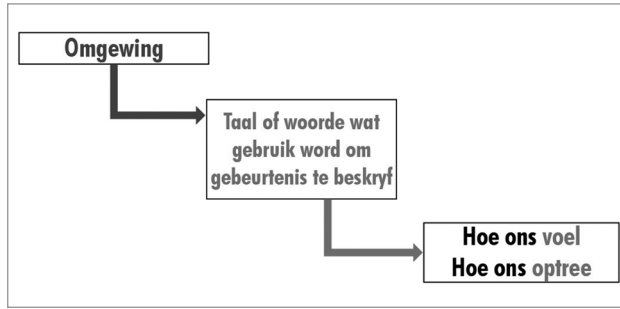 Omgewing
Taal of woorde wat
gebruik word om
gebeurtenis te beskryf
Hoe ons voel
Hoe ons optree